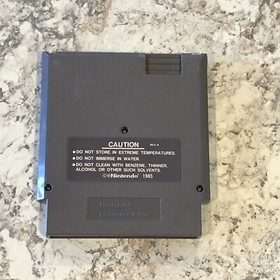 CAUTION
●DO NOT STORE IN EXTREME TEMPERATURES.
●DO NOT IMMERSE IN WATER.
●DO NOT CLEAN WITH BENZENE, THINNER,
ALCOHOL OR OTHER SUCH SOLVENTS.
©®Nintendo® 1985